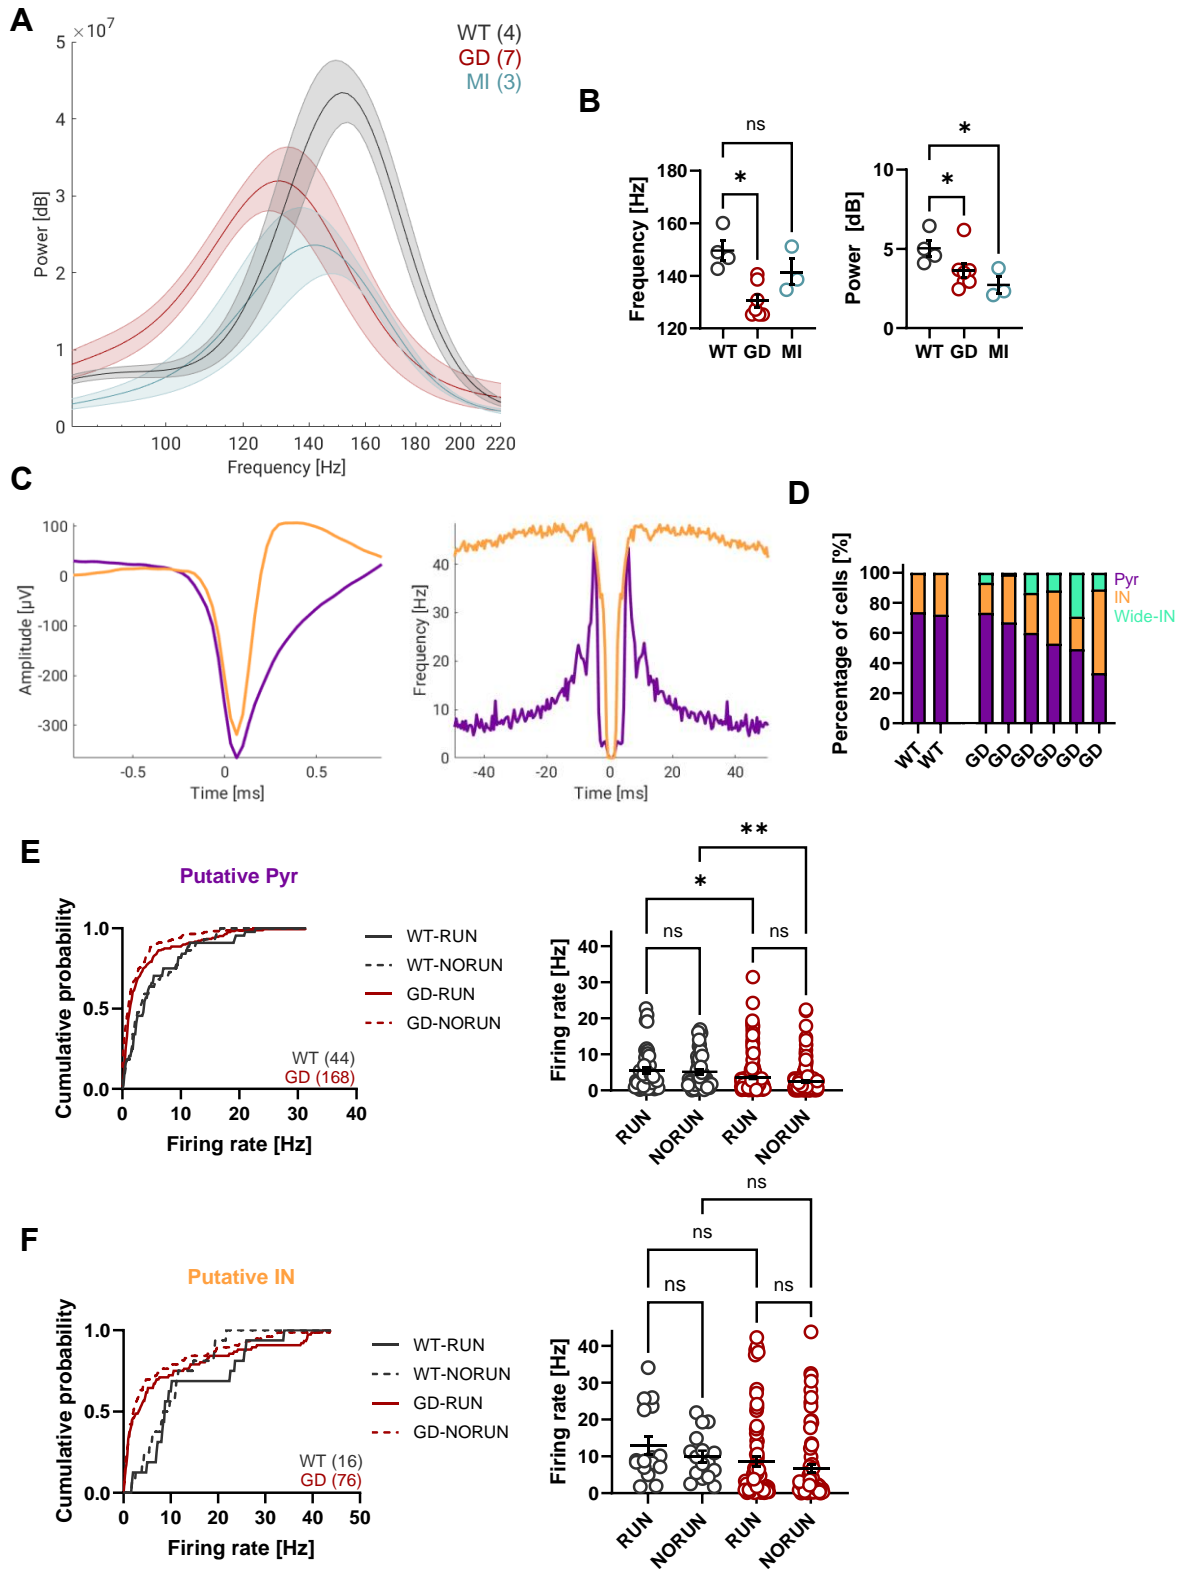 A
×10⁷
WT (4)
GD (7)
MI (3)
5
4
3
2
1
0
Power [dB]
100 120 140 160 180 200 220
Frequency [Hz]
B
ns
*
180
160
140
120
Frequency [Hz]
WT GD MI
*
*
10
5
0
Power [dB]
WT GD MI
C
100
0
-100
-200
-300
Amplitude [µV]
-0.5 0 0.5
Time [ms]
40
30
20
10
0
Frequency [Hz]
-40 -20 0 20 40
Time [ms]
D
Percentage of cells [%]
100
80
60
40
20
0
Pyr
IN
Wide-IN
WT WT GD GD GD GD GD GD
E
Putative Pyr
Cumulative probability
1.0
0.5
0.0
0 10 20 30 40
Firing rate [Hz]
WT-RUN
WT-NORUN
GD-RUN
GD-NORUN
WT (44)
GD (168)
**
*
ns ns
Firing rate [Hz]
40
30
20
10
0
RUN NORUN RUN NORUN
F
Putative IN
Cumulative probability
1.0
0.5
0.0
0 10 20 30 40 50
Firing rate [Hz]
WT-RUN
WT-NORUN
GD-RUN
GD-NORUN
WT (16)
GD (76)
ns
ns
ns ns
Firing rate [Hz]
40
30
20
10
0
RUN NORUN RUN NORUN